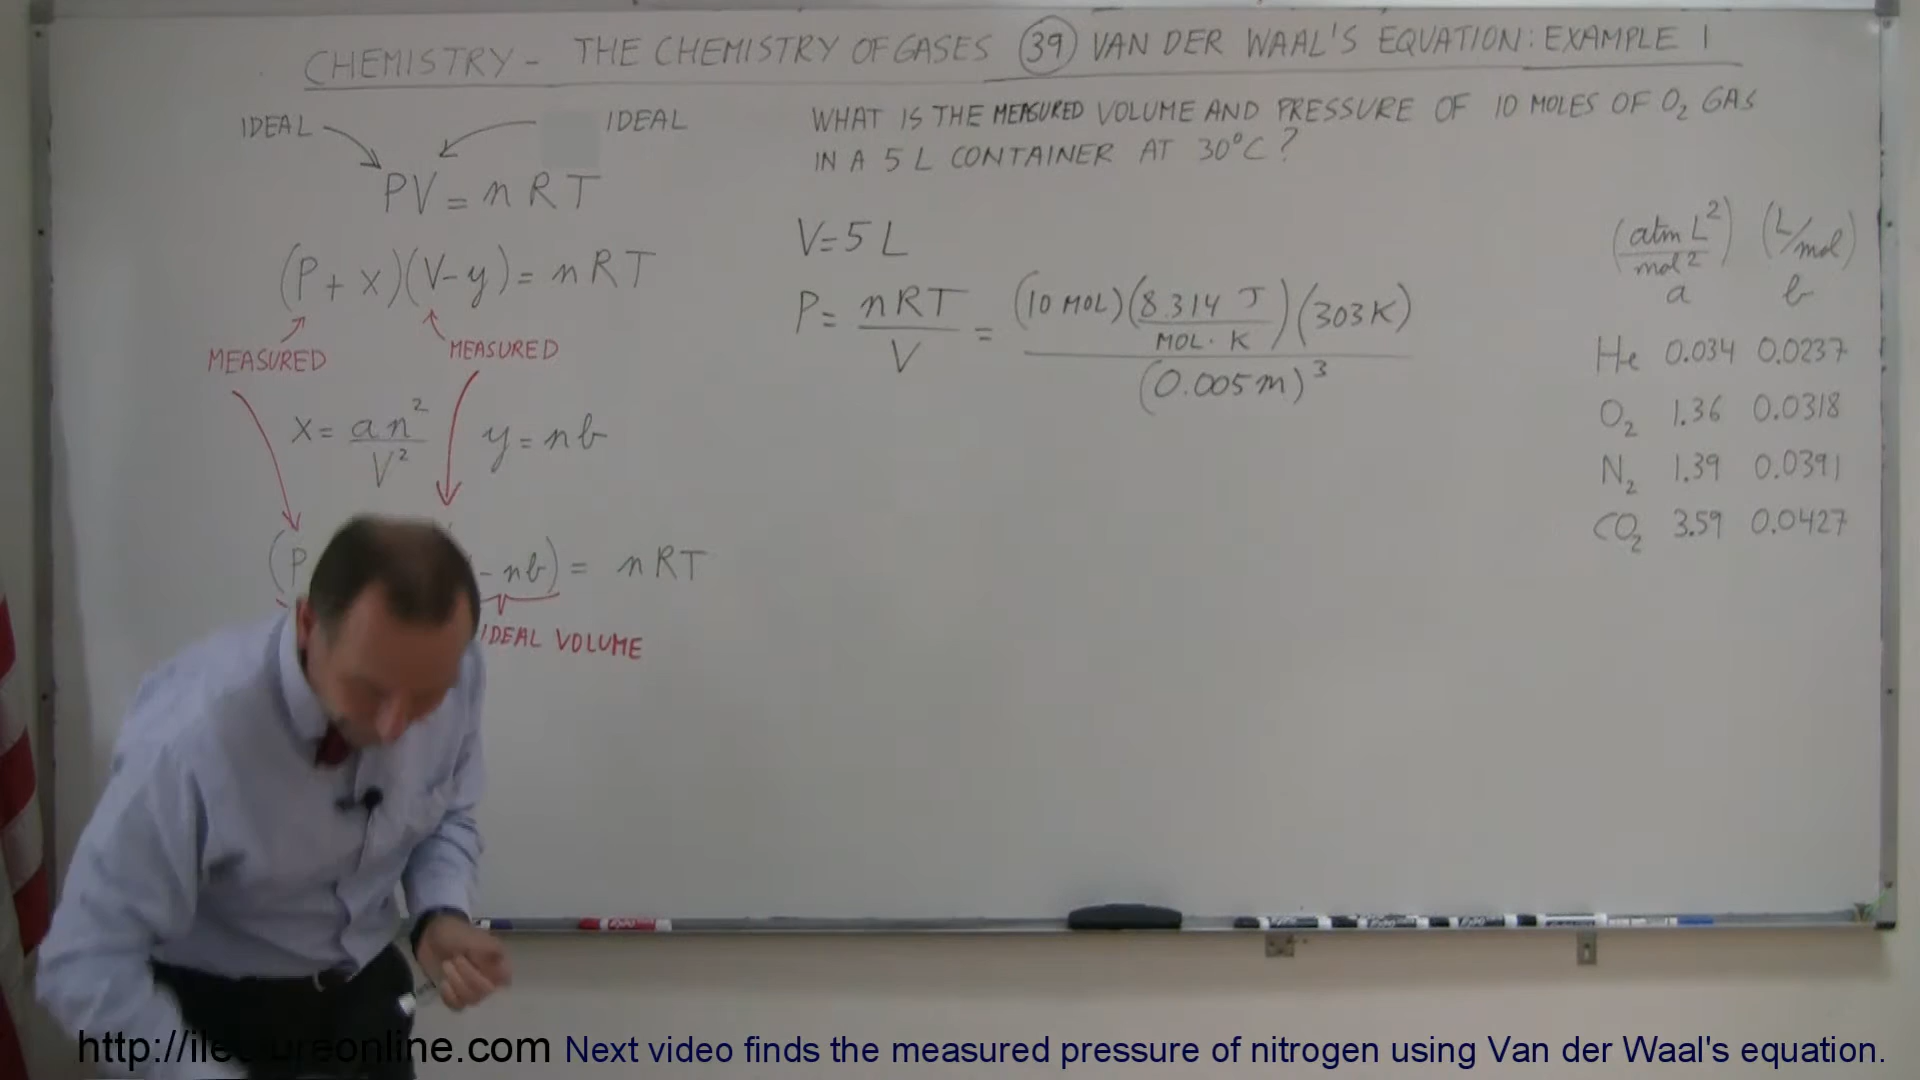 CHEMISTRY - THE CHEMISTRY OF GASES 39 VAN DER WAAL'S EQUATION: EXAMPLE 1
IDEAL IDEAL
PV = nRT
(P + x)(V - y) = nRT
MEASURED MEASURED
x = an²/V² y = nb
(P - nb) = nRT
IDEAL VOLUME
WHAT IS THE MEASURED VOLUME AND PRESSURE OF 10 MOLES OF O₂ GAS
IN A 5 L CONTAINER AT 30°C?
V = 5 L
P = nRT/V = (10 MOL)(8.314 J/MOL·K)(303K)/(0.005m)³
(atm L²/mol²) (L/mol)
a b
He 0.034 0.0237
O₂ 1.36 0.0318
N₂ 1.39 0.0391
CO₂ 3.59 0.0427
Next video finds the measured pressure of nitrogen using Van der Waal's equation.